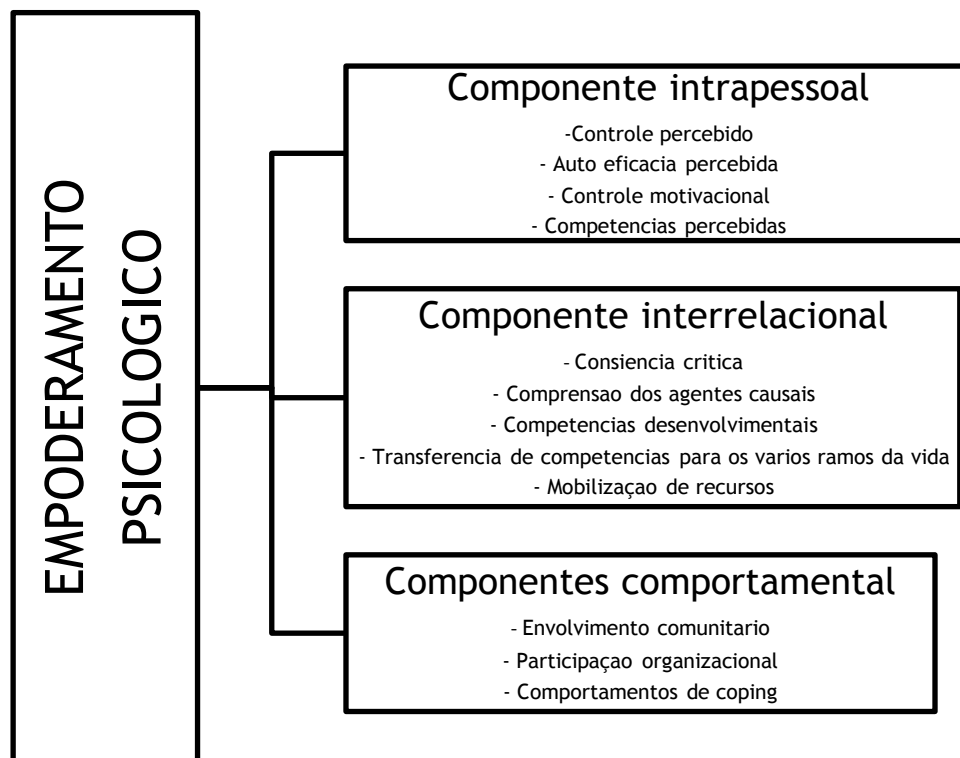 EMPODERAMENTO
PSICOLOGICO
Componente intrapessoal
-Controle percebido
- Auto eficacia percebida
- Controle motivacional
- Competencias percebidas
Componente interrelacional
- Consiencia critica
- Comprensao dos agentes causais
- Competencias desenvolvimentais
- Transferencia de competencias para os varios ramos da vida
- Mobilizaçao de recursos
Componentes comportamental
- Envolvimento comunitario
- Participaçao organizacional
- Comportamentos de coping